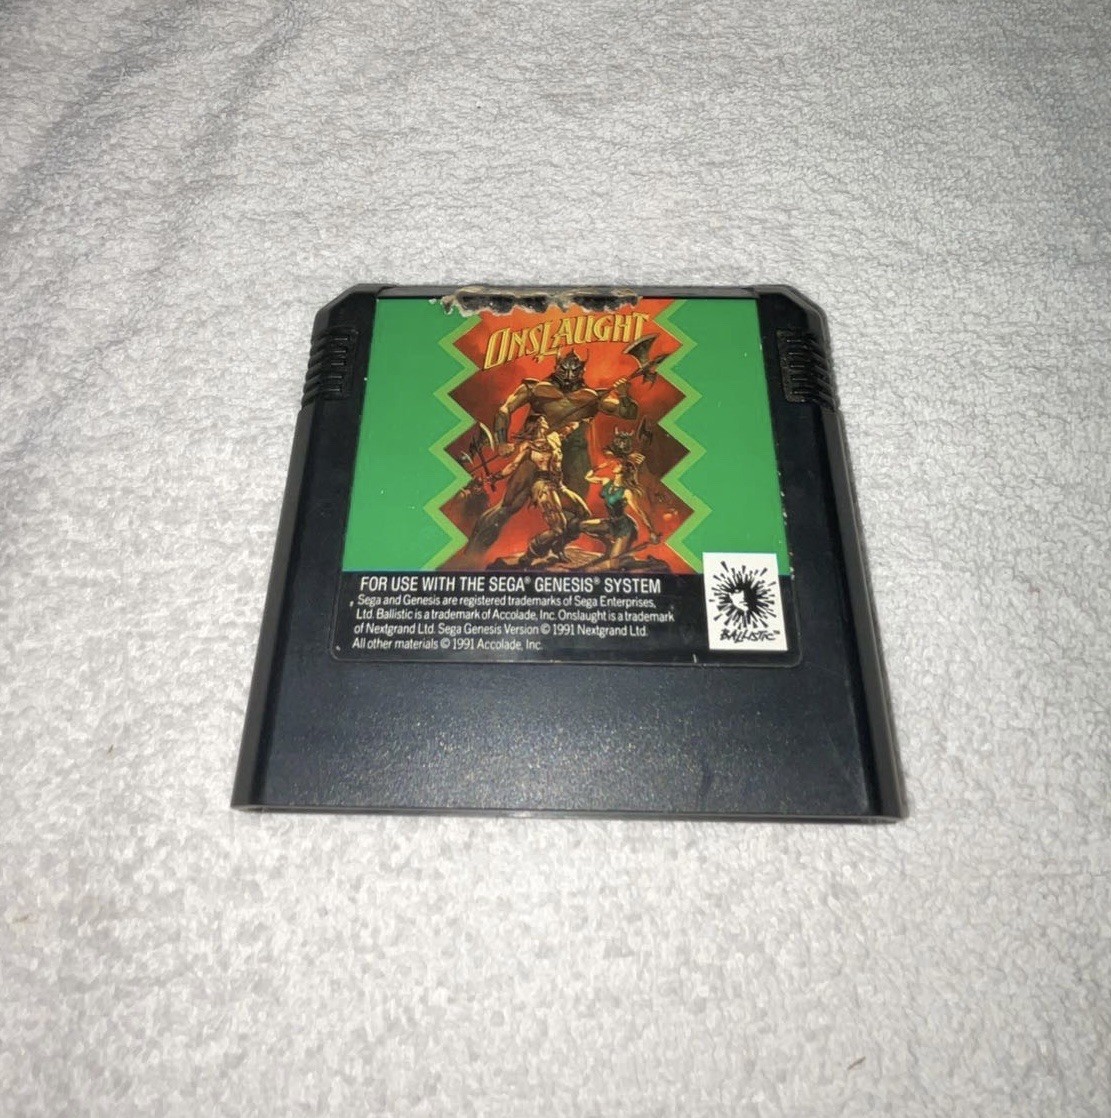 ONSLAUGHT
FOR USE WITH THE SEGA® GENESIS® SYSTEM
Sega and Genesis are registered trademarks of Sega Enterprises,
Ltd. Ballistic is a trademark of Accolade, Inc. Onslaught is a trademark
of Nextgrand Ltd. Sega Genesis Version © 1991 Nextgrand Ltd.
All other materials © 1991 Accolade, Inc.
BALLISTIC™